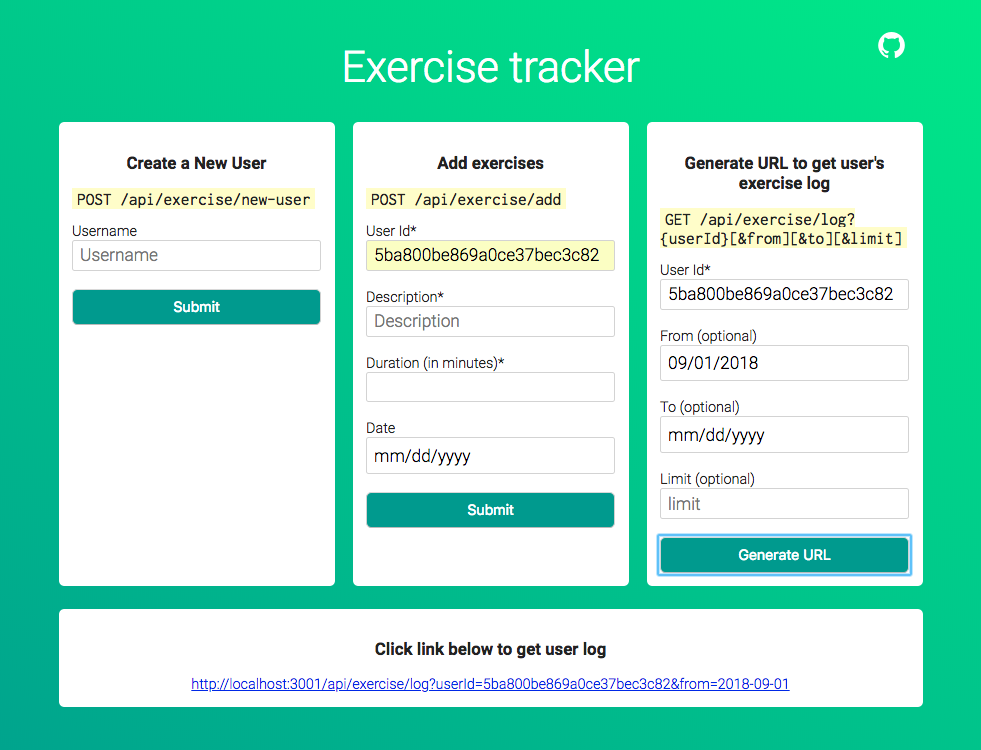 Exercise tracker
Create a New User
POST /api/exercise/new-user
Username
Username
Submit
Add exercises
POST /api/exercise/add
User Id*
5ba800be869a0ce37bec3c82
Description*
Description
Duration (in minutes)*
Date
mm/dd/yyyy
Submit
Generate URL to get user's
exercise log
GET /api/exercise/log?
{userId}[&from][&to][&limit]
User Id*
5ba800be869a0ce37bec3c82
From (optional)
09/01/2018
To (optional)
mm/dd/yyyy
Limit (optional)
limit
Generate URL
Click link below to get user log
http://localhost:3001/api/exercise/log?userId=5ba800be869a0ce37bec3c82&from=2018-09-01